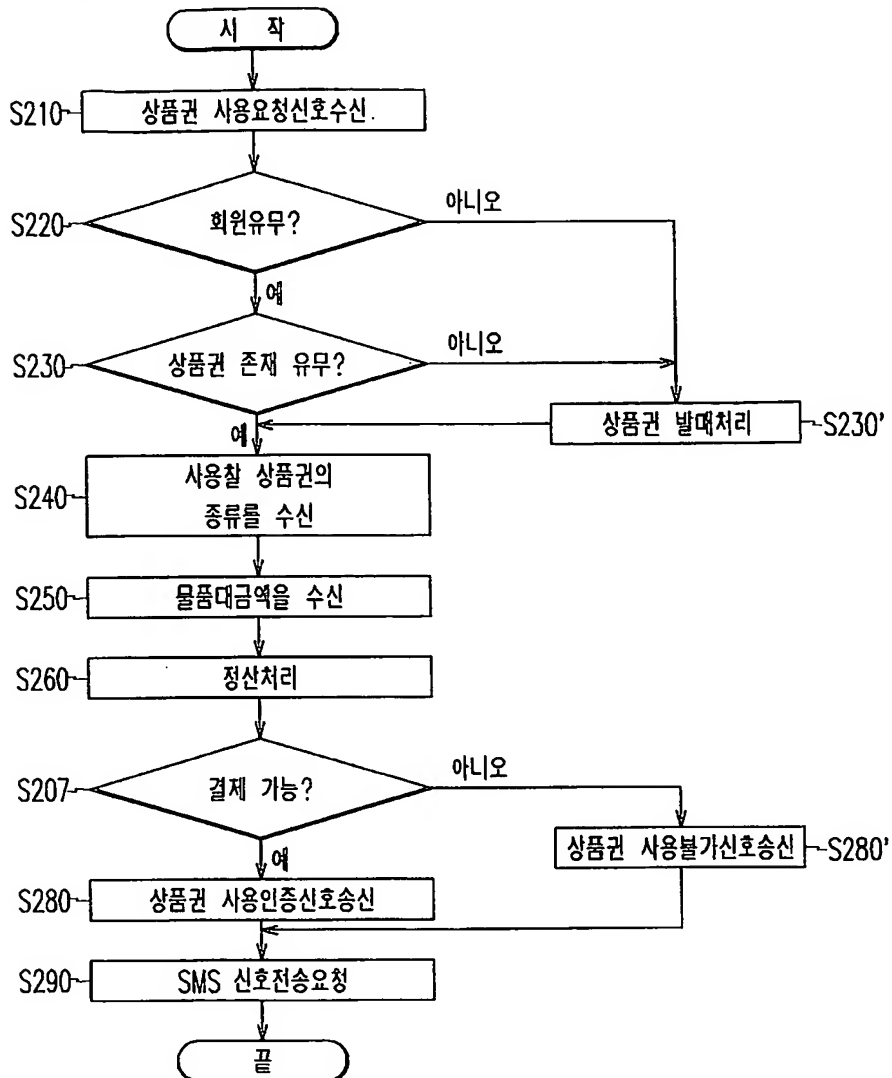 시 작
S210 상품권 사용요청신호수신
S220 회원유무?
아니오
예
S230 상품권 존재 유무?
아니오
예
상품권 발매처리 S230'
S240 사용찰 상품권의
종류를 수신
S250 물품대금액을 수신
S260 정산처리
S207 결제 가능?
아니오
예
상품권 사용불가신호송신 S280'
S280 상품권 사용인증신호송신
S290 SMS 신호전송요청
끝